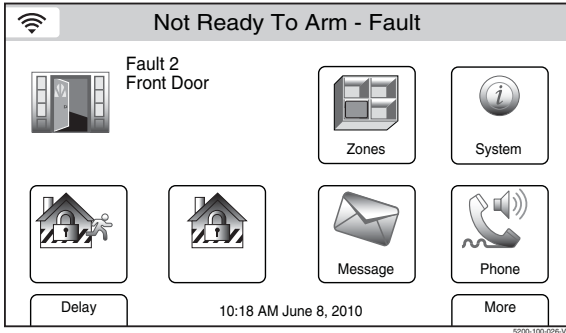 Not Ready To Arm - Fault
Fault 2
Front Door
Zones
System
Message
Phone
Delay
10:18 AM June 8, 2010
More
5200-100-026-V